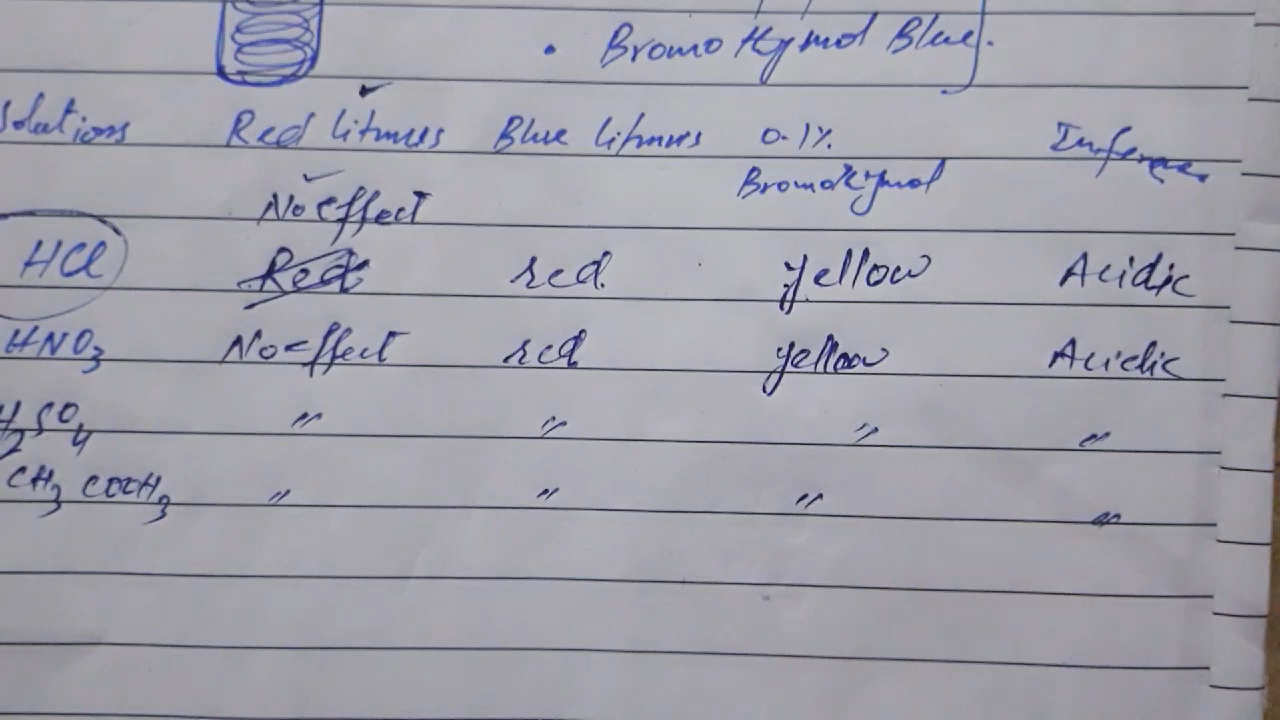 • Bromo thymol Blue.
Solutions Red litmus Blue litmus 0.1% Inference
Bromothymol
No effect
HCl Red red yellow Acidic
HNO3 No effect red yellow Acidic
H2SO4 " " " "
CH3 COOH3 " " " "